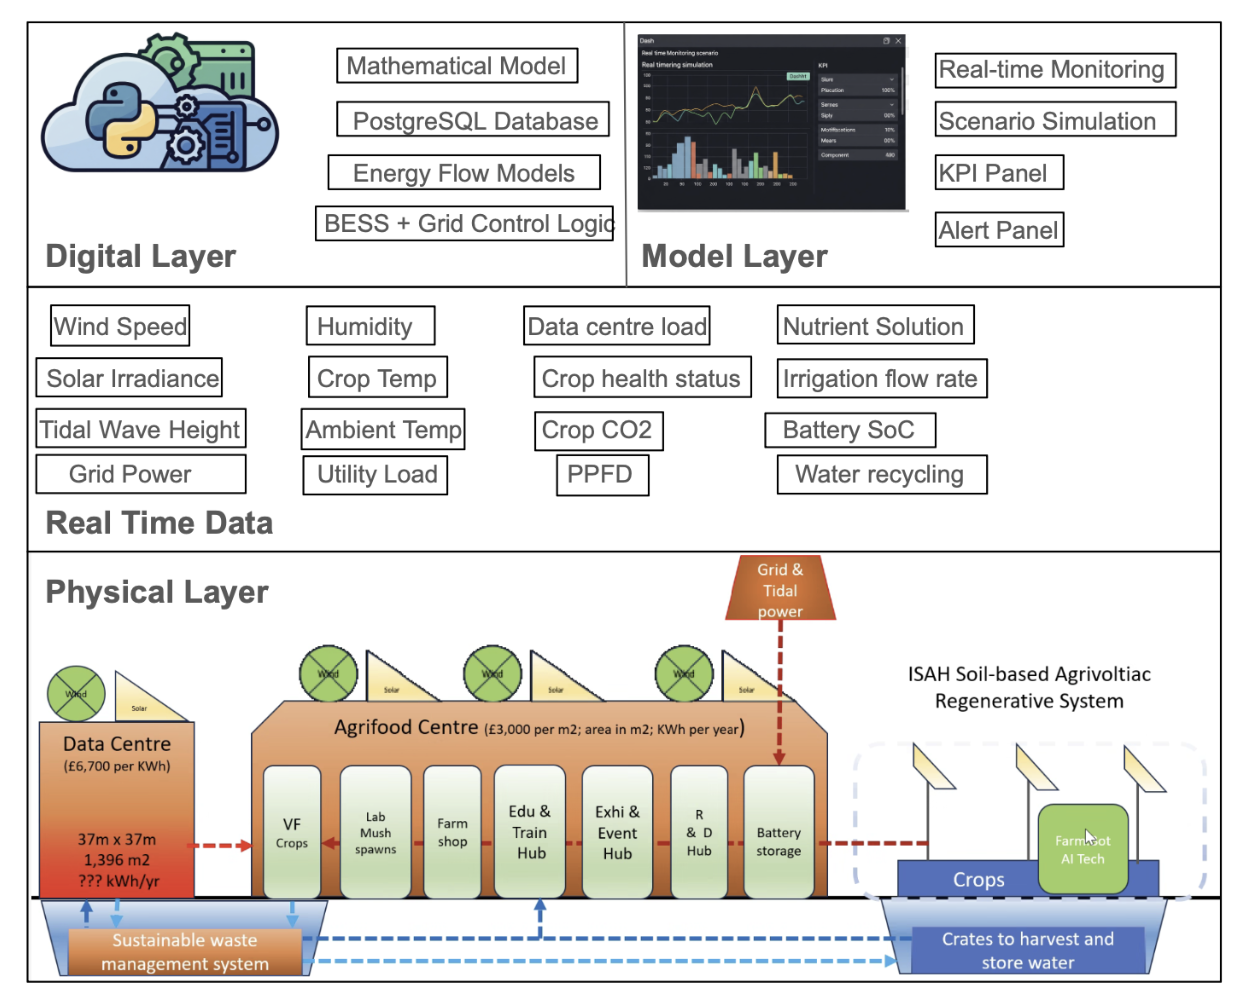 Mathematical Model
PostgreSQL Database
Energy Flow Models
BESS + Grid Control Logic
Digital Layer
Dash
Real time Monitoring scenario
Real timering simulation
KPI
100%
Component
Real-time Monitoring
Scenario Simulation
KPI Panel
Alert Panel
Model Layer
Wind Speed
Humidity
Data centre load
Nutrient Solution
Solar Irradiance
Crop Temp
Crop health status
Irrigation flow rate
Tidal Wave Height
Ambient Temp
Crop CO2
Battery SoC
Grid Power
Utility Load
PPFD
Water recycling
Real Time Data
Physical Layer
Grid &
Tidal
power
Wind
Solar
Wind
Solar
Wind
Solar
Wind
Solar
ISAH Soil-based Agrivoltiac
Regenerative System
Data Centre
(£6,700 per KWh)
37m x 37m
1,396 m2
??? kWh/yr
Agrifood Centre (£3,000 per m2; area in m2; KWh per year)
VF
Crops
Lab
Mush
spawns
Farm
shop
Edu &
Train
Hub
Exhi &
Event
Hub
R
& D
Hub
Battery
storage
AI Tech
Crops
Sustainable waste
management system
Crates to harvest and
store water